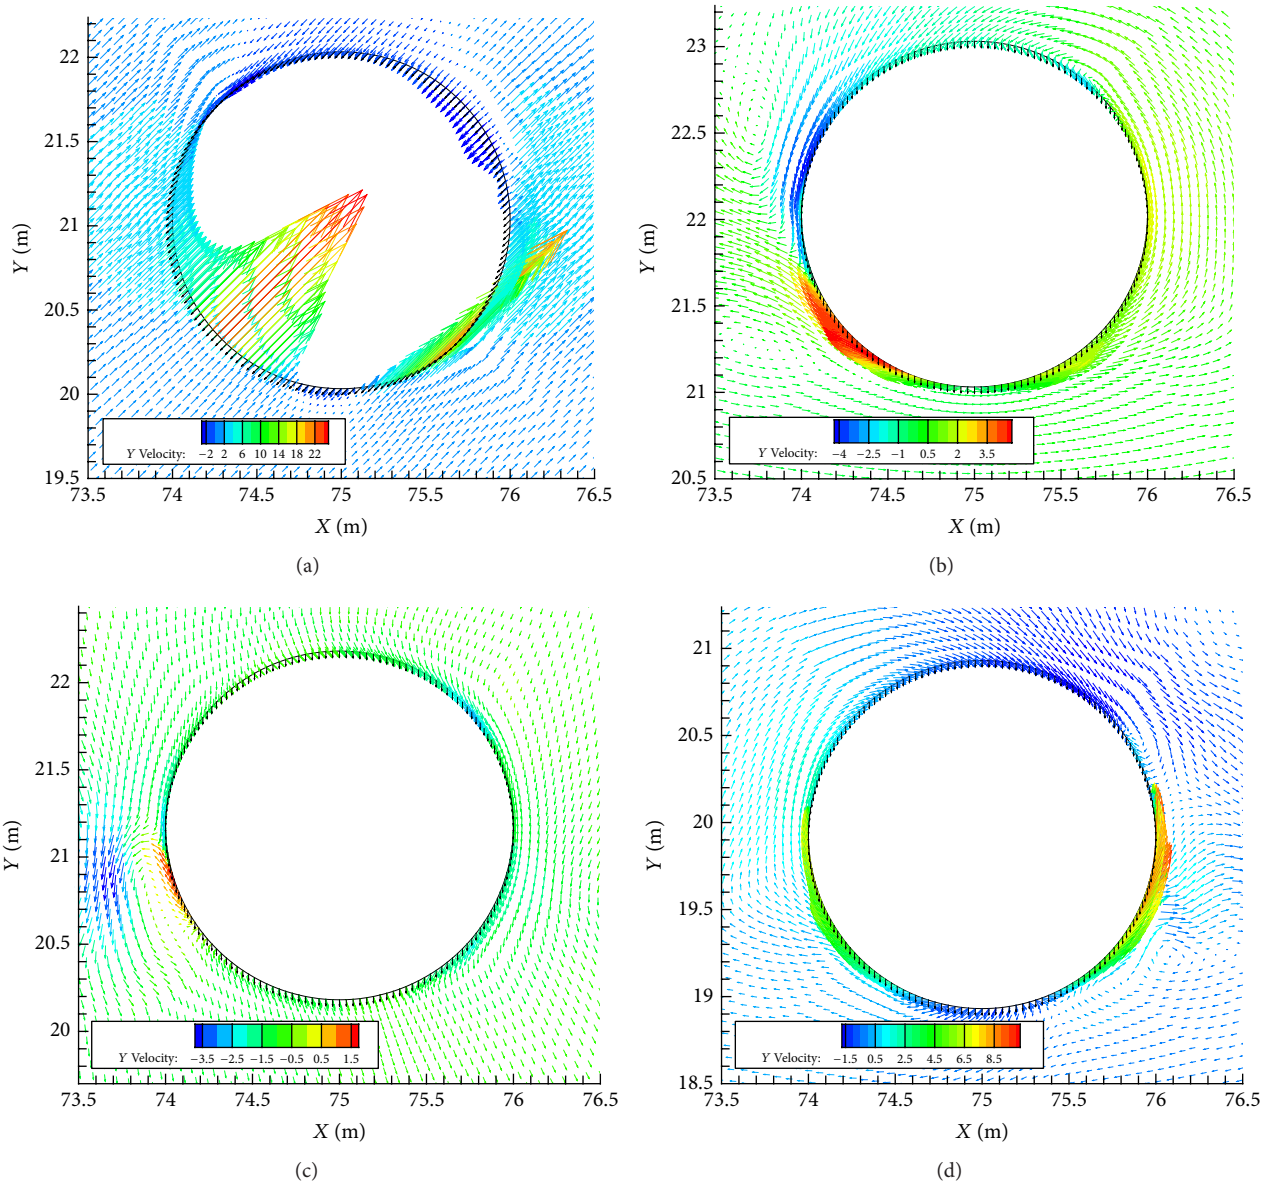 22
21.5
21
20.5
20
19.5
Y (m)
Y Velocity: −2 2 6 10 14 18 22
73.5 74 74.5 75 75.5 76 76.5
X (m)
(a)
23
22.5
22
21.5
21
20.5
Y (m)
Y Velocity: −4 −2.5 −1 0.5 2 3.5
73.5 74 74.5 75 75.5 76 76.5
X (m)
(b)
22
21.5
21
20.5
20
Y (m)
Y Velocity: −3.5 −2.5 −1.5 −0.5 0.5 1.5
73.5 74 74.5 75 75.5 76 76.5
X (m)
(c)
21
20.5
20
19.5
19
18.5
Y (m)
Y Velocity: −1.5 0.5 2.5 4.5 6.5 8.5
73.5 74 74.5 75 75.5 76 76.5
X (m)
(d)